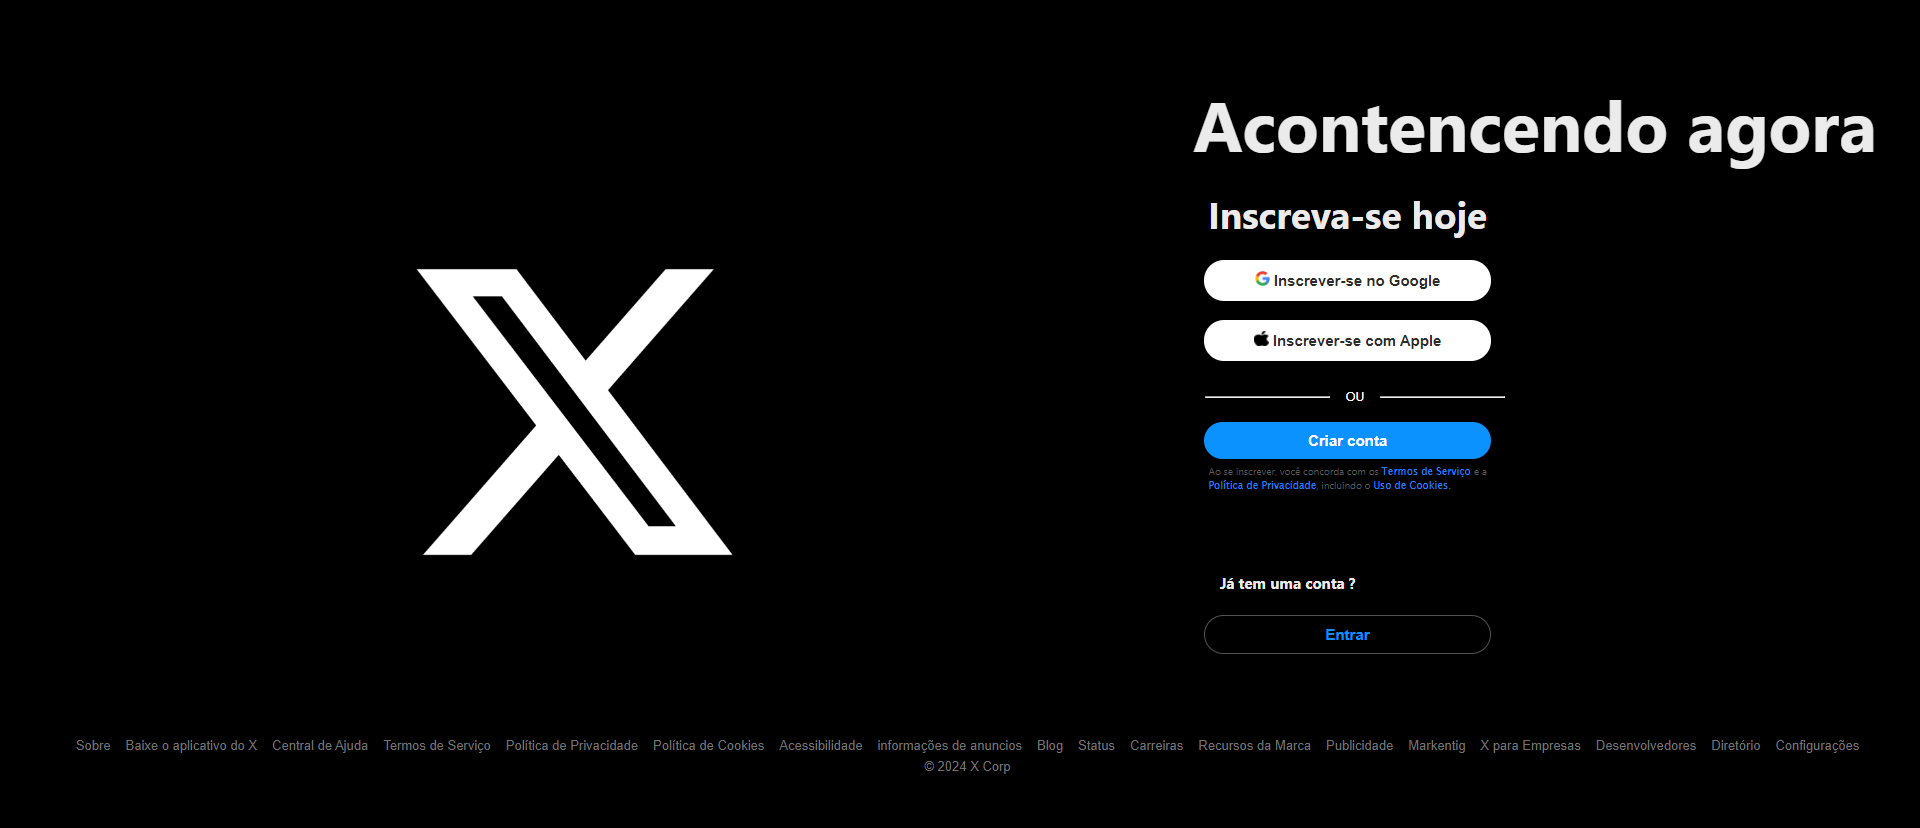 Acontencendo agora
Inscreva-se hoje
Inscrever-se no Google
Inscrever-se com Apple
OU
Criar conta
Ao se inscrever, você concorda com os Termos de Serviço e a
Política de Privacidade, incluindo o Uso de Cookies.
Já tem uma conta ?
Entrar
Sobre Baixe o aplicativo do X Central de Ajuda Termos de Serviço Política de Privacidade Política de Cookies Acessibilidade informações de anuncios Blog Status Carreiras Recursos da Marca Publicidade Markentig X para Empresas Desenvolvedores Diretório Configurações
© 2024 X Corp